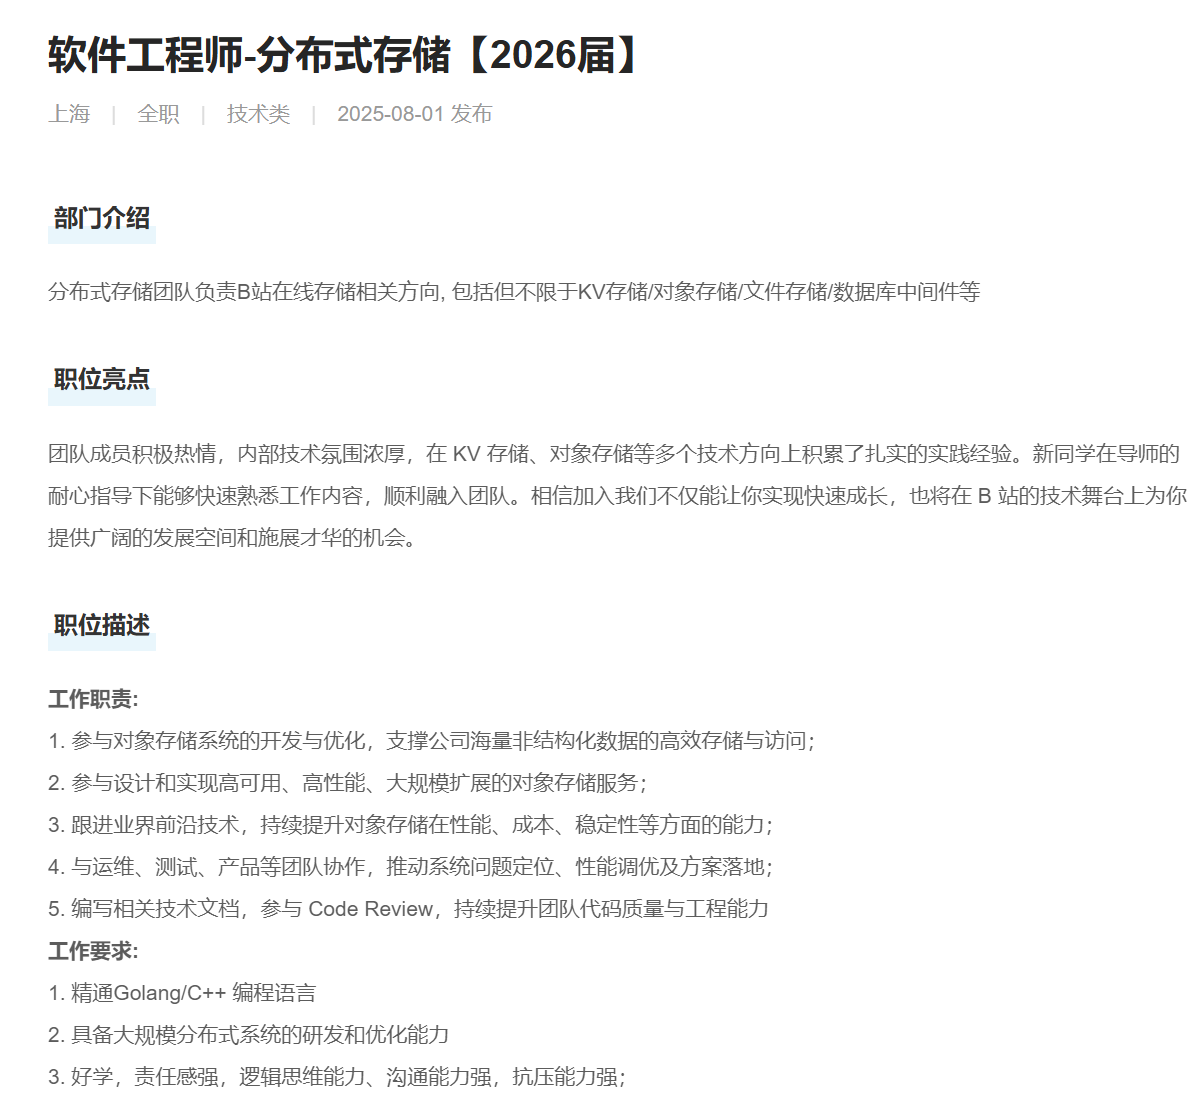 软件工程师-分布式存储【2026届】
上海 | 全职 | 技术类 | 2025-08-01 发布
部门介绍
分布式存储团队负责B站在线存储相关方向, 包括但不限于KV存储/对象存储/文件存储/数据库中间件等
职位亮点
团队成员积极热情，内部技术氛围浓厚，在 KV 存储、对象存储等多个技术方向上积累了扎实的实践经验。新同学在导师的
耐心指导下能够快速熟悉工作内容，顺利融入团队。相信加入我们不仅能让你实现快速成长，也将在 B 站的技术舞台上为你
提供广阔的发展空间和施展才华的机会。
职位描述
工作职责:
1. 参与对象存储系统的开发与优化，支撑公司海量非结构化数据的高效存储与访问；
2. 参与设计和实现高可用、高性能、大规模扩展的对象存储服务；
3. 跟进业界前沿技术，持续提升对象存储在性能、成本、稳定性等方面的能力；
4. 与运维、测试、产品等团队协作，推动系统问题定位、性能调优及方案落地；
5. 编写相关技术文档，参与 Code Review，持续提升团队代码质量与工程能力
工作要求:
1. 精通Golang/C++ 编程语言
2. 具备大规模分布式系统的研发和优化能力
3. 好学，责任感强，逻辑思维能力、沟通能力强，抗压能力强；